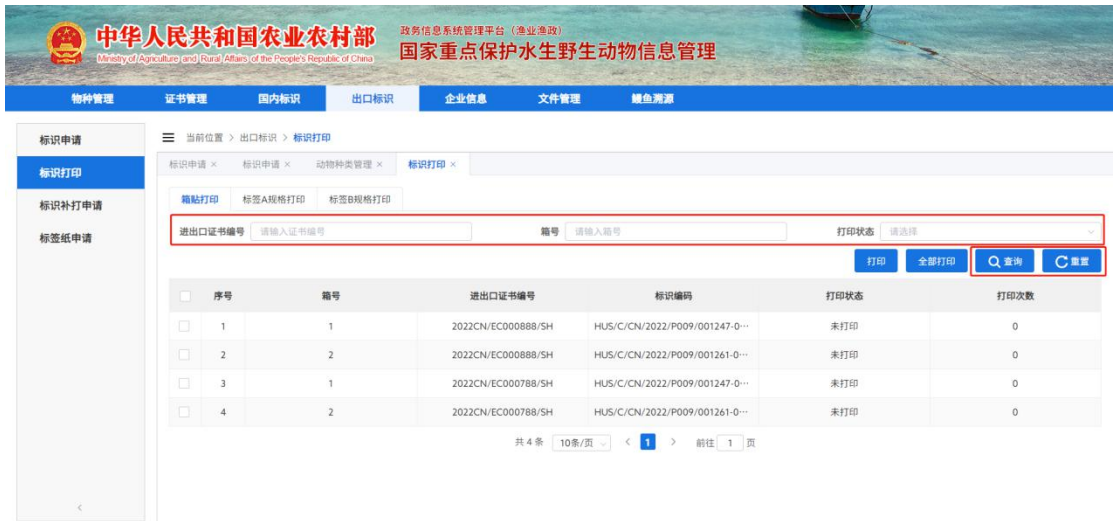 中华人民共和国农业农村部
Ministry of Agriculture and Rural Affairs of the People's Republic of China
政务信息系统管理平台（渔业渔政）
国家重点保护水生野生动物信息管理
物种管理 证书管理 国内标识 出口标识 企业信息 文件管理 鳗鱼溯源
标识申请
标识打印
标识补打申请
标签纸申请
当前位置 > 出口标识 > 标识打印
标识申请 × 标识申请 × 动物种类管理 × 标识打印 ×
箱贴打印 标签A规格打印 标签B规格打印
进出口证书编号 请输入证书编号 箱号 请输入箱号 打印状态 请选择
打印 全部打印 查询 重置
序号 箱号 进出口证书编号 标识编码 打印状态 打印次数
1 1 2022CN/EC000888/SH HUS/C/CN/2022/P009/001247-0… 未打印 0
2 2 2022CN/EC000888/SH HUS/C/CN/2022/P009/001261-0… 未打印 0
3 1 2022CN/EC000788/SH HUS/C/CN/2022/P009/001247-0… 未打印 0
4 2 2022CN/EC000788/SH HUS/C/CN/2022/P009/001261-0… 未打印 0
共 4 条 10条/页 < 1 > 前往 1 页